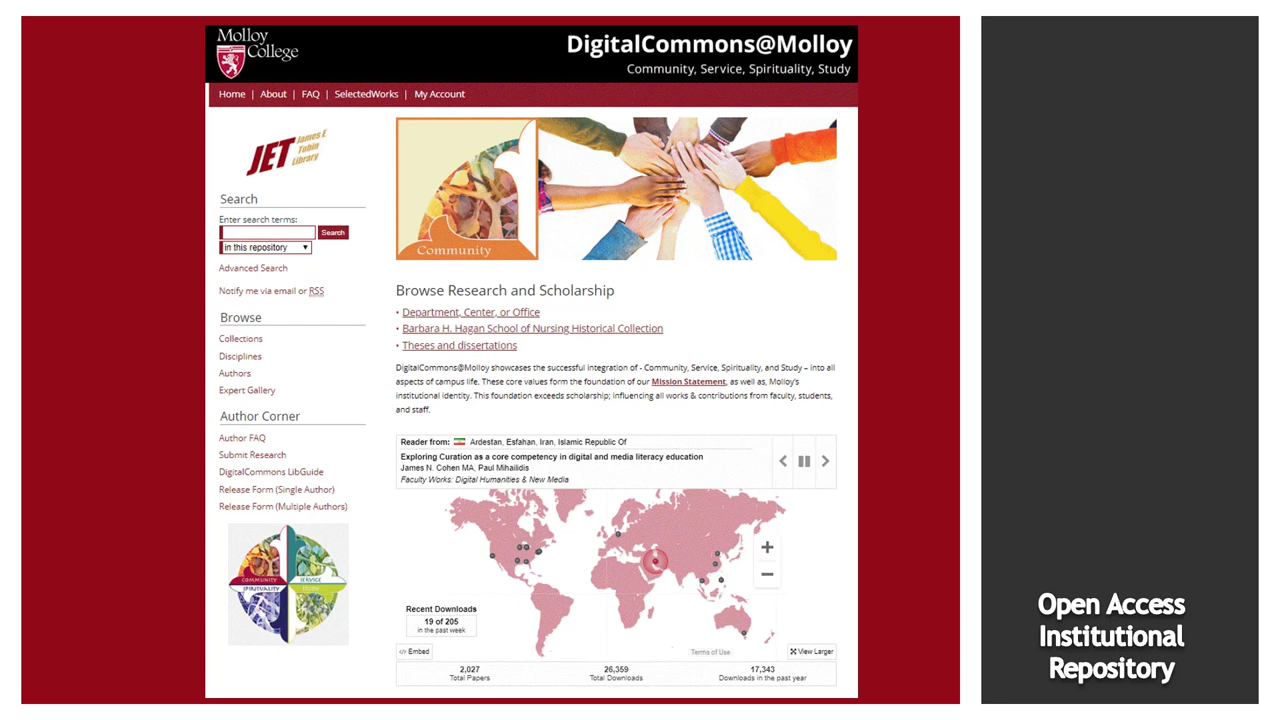 Molloy
College
DigitalCommons@Molloy
Community, Service, Spirituality, Study
Home | About | FAQ | SelectedWorks | My Account
JET James E
Tobin
Library
Search
Enter search terms:
Search
in this repository
Advanced Search
Notify me via email or RSS
Browse
Collections
Disciplines
Authors
Expert Gallery
Author Corner
Author FAQ
Submit Research
DigitalCommons LibGuide
Release Form (Single Author)
Release Form (Multiple Authors)
COMMUNITY
SERVICE
SPIRITUALITY
Community
Browse Research and Scholarship
• Department, Center, or Office
• Barbara H. Hagan School of Nursing Historical Collection
• Theses and dissertations
DigitalCommons@Molloy showcases the successful integration of - Community, Service, Spirituality, and Study – into all
aspects of campus life. These core values form the foundation of our Mission Statement, as well as, Molloy's
institutional identity. This foundation exceeds scholarship; influencing all works & contributions from faculty, students,
and staff.
Reader from: Ardestan, Esfahan, Iran, Islamic Republic Of
Exploring Curation as a core competency in digital and media literacy education
James N. Cohen MA, Paul Mihailidis
Faculty Works: Digital Humanities & New Media
+
−
Recent Downloads
19 of 205
in the past week
</> Embed
Terms of Use
View Larger
2,027
Total Papers
26,359
Total Downloads
17,343
Downloads in the past year
Open Access
Institutional
Repository